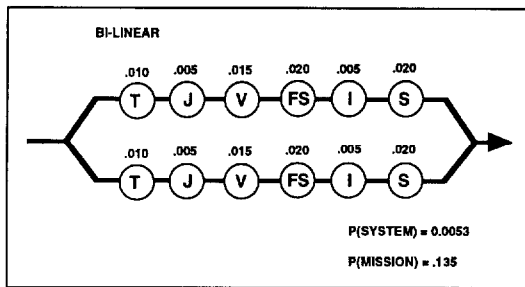 BI-LINEAR
.010 .005 .015 .020 .005 .020
T J V FS I S
.010 .005 .015 .020 .005 .020
T J V FS I S
P(SYSTEM) = 0.0053
P(MISSION) = .135